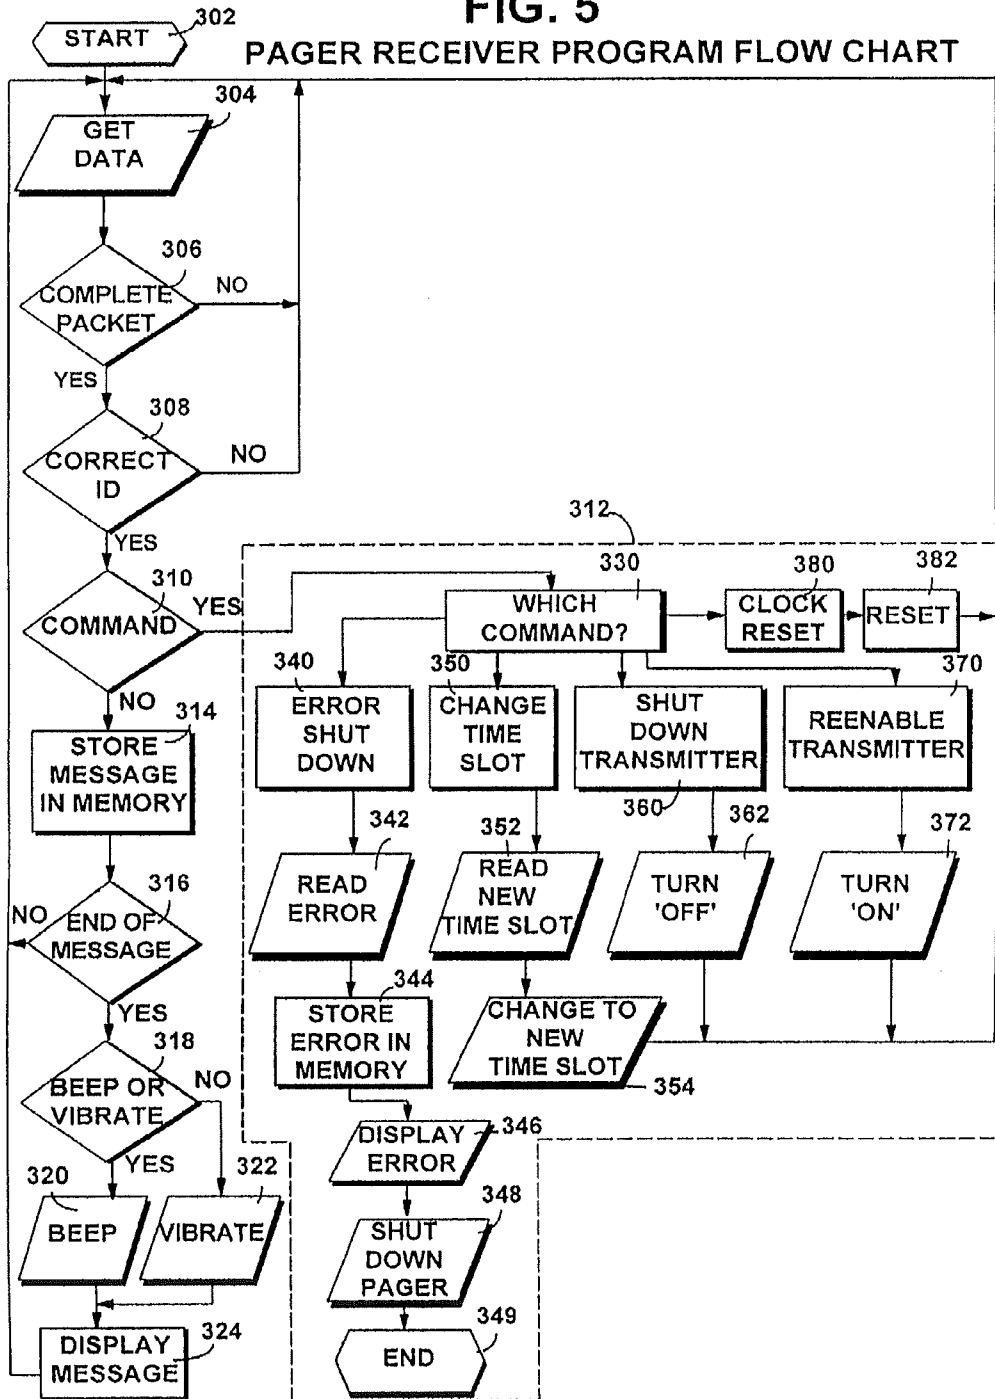 FIG. 5
PAGER RECEIVER PROGRAM FLOW CHART
START
302
304
GET
DATA
306
COMPLETE
PACKET
NO
YES
308
CORRECT
ID
NO
YES
310
COMMAND
YES
NO
314
STORE
MESSAGE
IN MEMORY
316
NO
END OF
MESSAGE
YES
318
BEEP OR
VIBRATE
NO
YES
320
BEEP
322
VIBRATE
DISPLAY
MESSAGE
324
312
330
WHICH
COMMAND?
380
CLOCK
RESET
382
RESET
340
ERROR
SHUT
DOWN
350
CHANGE
TIME
SLOT
SHUT
DOWN
TRANSMITTER
360
370
REENABLE
TRANSMITTER
342
READ
ERROR
352
READ
NEW
TIME SLOT
362
TURN
'OFF'
372
TURN
'ON'
344
STORE
ERROR IN
MEMORY
CHANGE TO
NEW
TIME SLOT
354
DISPLAY
ERROR
346
348
SHUT
DOWN
PAGER
349
END